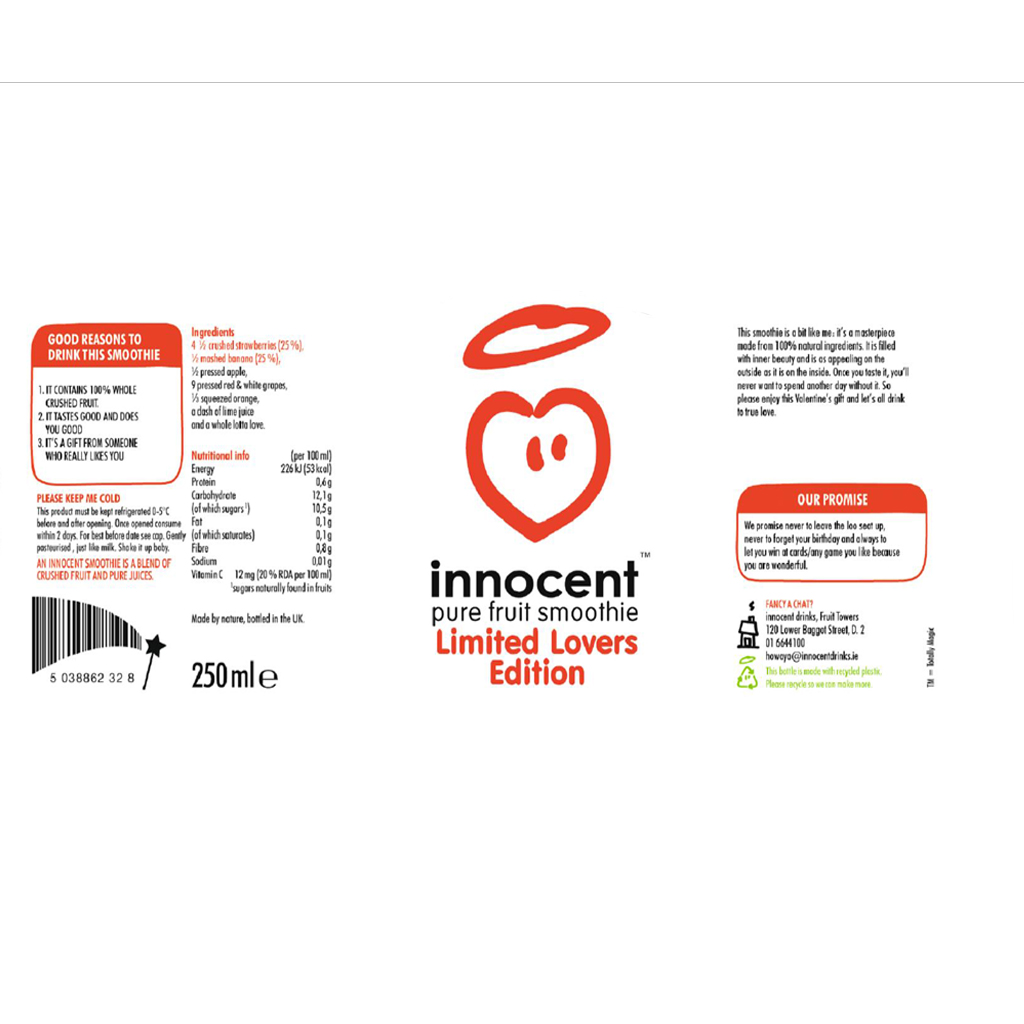 GOOD REASONS TO
DRINK THIS SMOOTHIE
1. IT CONTAINS 100% WHOLE
CRUSHED FRUIT.
2. IT TASTES GOOD AND DOES
YOU GOOD
3. IT'S A GIFT FROM SOMEONE
WHO REALLY LIKES YOU
PLEASE KEEP ME COLD
This product must be kept refrigerated 0-5°C
before and after opening. Once opened consume
within 2 days. For best before date see cap. Gently
pasteurised , just like milk. Shake it up baby.
AN INNOCENT SMOOTHIE IS A BLEND OF
CRUSHED FRUIT AND PURE JUICES.
5 038862 32 8
Ingredients
4 ½ crushed strawberries (25%),
½ mashed banana (25%),
½ pressed apple,
9 pressed red & white grapes,
⅓ squeezed orange,
a dash of lime juice
and a whole lotta love.
Nutritional info (per 100 ml)
Energy 226 kJ (53 kcal)
Protein 0,6 g
Carbohydrate 12,1 g
(of which sugars¹) 10,5 g
Fat 0,1 g
(of which saturates) 0,1 g
Fibre 0,8 g
Sodium 0,01 g
Vitamin C 12 mg (20% RDA per 100 ml)
¹sugars naturally found in fruits
Made by nature, bottled in the UK.
250 ml e
innocent™
pure fruit smoothie
Limited Lovers
Edition
This smoothie is a bit like me: it's a masterpiece
made from 100% natural ingredients. It is filled
with inner beauty and is as appealing on the
outside as it is on the inside. Once you taste it, you'll
never want to spend another day without it. So
please enjoy this Valentine's gift and let's all drink
to true love.
OUR PROMISE
We promise never to leave the loo seat up,
never to forget your birthday and always to
let you win at cards/any game you like because
you are wonderful.
FANCY A CHAT?
innocent drinks, Fruit Towers
120 Lower Baggot Street, D. 2
01 6644100
howaya@innocentdrinks.ie
This bottle is made with recycled plastic.
Please recycle so we can make more.
TM = Totally Magic